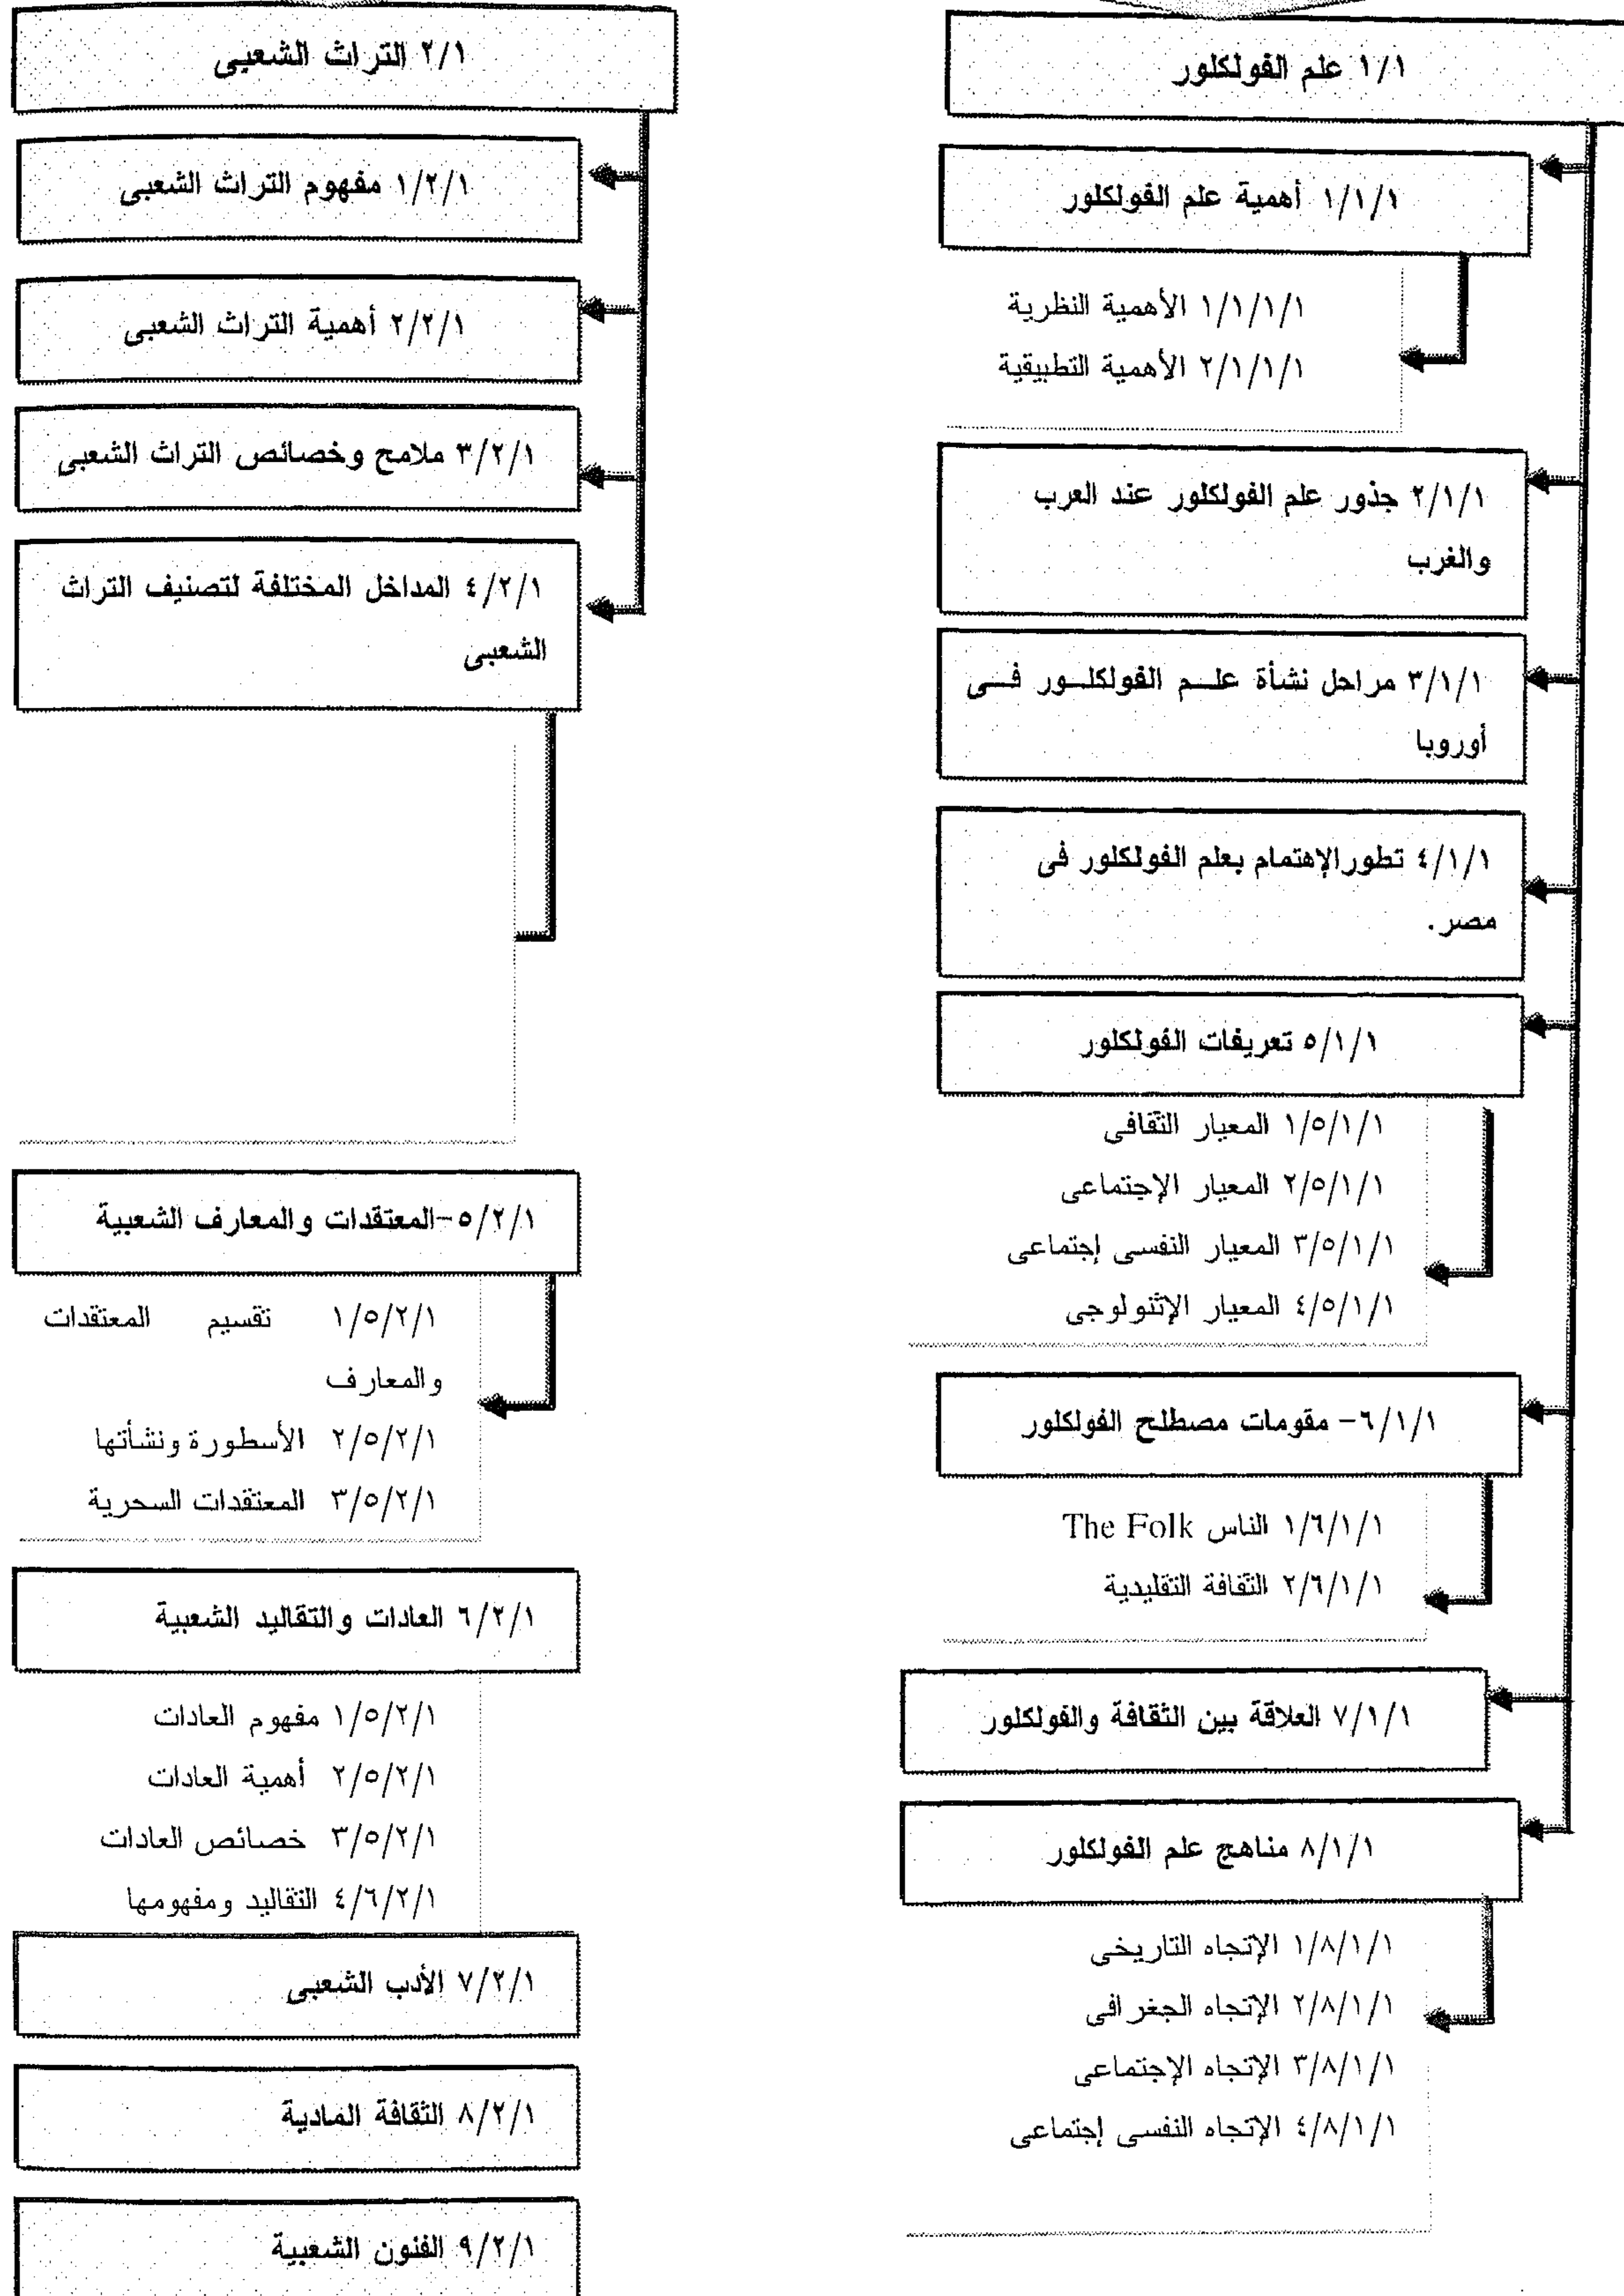 ١/١ علم الفولكلور
١/١/١ أهمية علم الفولكلور
١/١/١/١ الأهمية النظرية
٢/١/١/١ الأهمية التطبيقية
٢/١/١ جذور علم الفولكلور عند العرب
والغرب
٣/١/١ مراحل نشأة علم الفولكلور فى
أوروبا
٤/١/١ تطورالإهتمام بعلم الفولكلور فى
مصر.
٥/١/١ تعريفات الفولكلور
١/٥/١/١ المعيار الثقافى
٢/٥/١/١ المعيار الإجتماعى
٣/٥/١/١ المعيار النفسى إجتماعى
٤/٥/١/١ المعيار الإثنولوجى
٦/١/١- مقومات مصطلح الفولكلور
١/٦/١/١ الناس The Folk
٢/٦/١/١ الثقافة التقليدية
٧/١/١ العلاقة بين الثقافة والفولكلور
٨/١/١ مناهج علم الفولكلور
١/٨/١/١ الإتجاه التاريخى
٢/٨/١/١ الإتجاه الجغرافى
٣/٨/١/١ الإتجاه الإجتماعى
٤/٨/١/١ الإتجاه النفسى إجتماعى
٢/١ التراث الشعبى
١/٢/١ مفهوم التراث الشعبى
٢/٢/١ أهمية التراث الشعبى
٣/٢/١ ملامح وخصائص التراث الشعبى
٤/٢/١ المداخل المختلفة لتصنيف التراث
الشعبى
٥/٢/١-المعتقدات والمعارف الشعبية
١/٥/٢/١ تقسيم المعتقدات
والمعارف
٢/٥/٢/١ الأسطورة ونشأتها
٣/٥/٢/١ المعتقدات السحرية
٦/٢/١ العادات والتقاليد الشعبية
١/٥/٢/١ مفهوم العادات
٢/٥/٢/١ أهمية العادات
٣/٥/٢/١ خصائص العادات
٤/٦/٢/١ التقاليد ومفهومها
٧/٢/١ الأدب الشعبى
٨/٢/١ الثقافة المادية
٩/٢/١ الفنون الشعبية